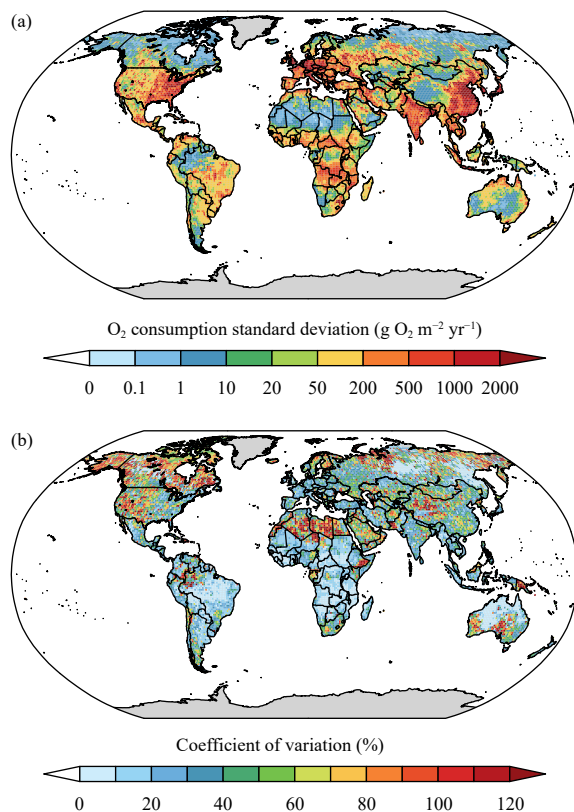 (a)
O₂ consumption standard deviation (g O₂ m⁻² yr⁻¹)
0 0.1 1 10 20 50 200 500 1000 2000
(b)
Coefficient of variation (%)
0 20 40 60 80 100 120